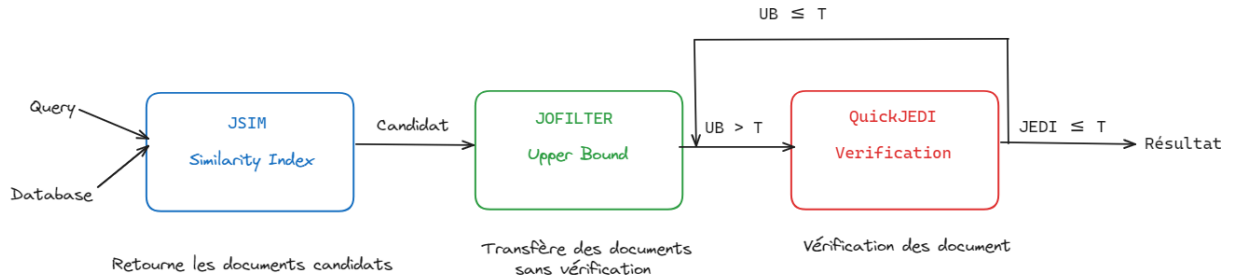 UB ≤ T
Query
Database
JSIM
Similarity Index
Candidat
JOFILTER
Upper Bound
UB > T
QuickJEDI
Verification
JEDI ≤ T
Résultat
Retourne les documents candidats
Transfère des documents
sans vérification
Vérification des document